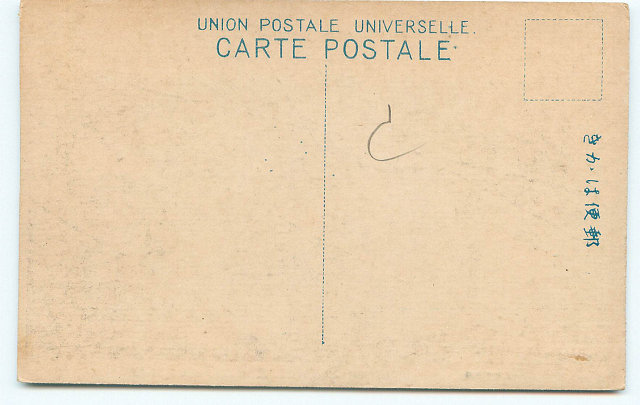 UNION POSTALE UNIVERSELLE.
CARTE POSTALE
郵便はかき